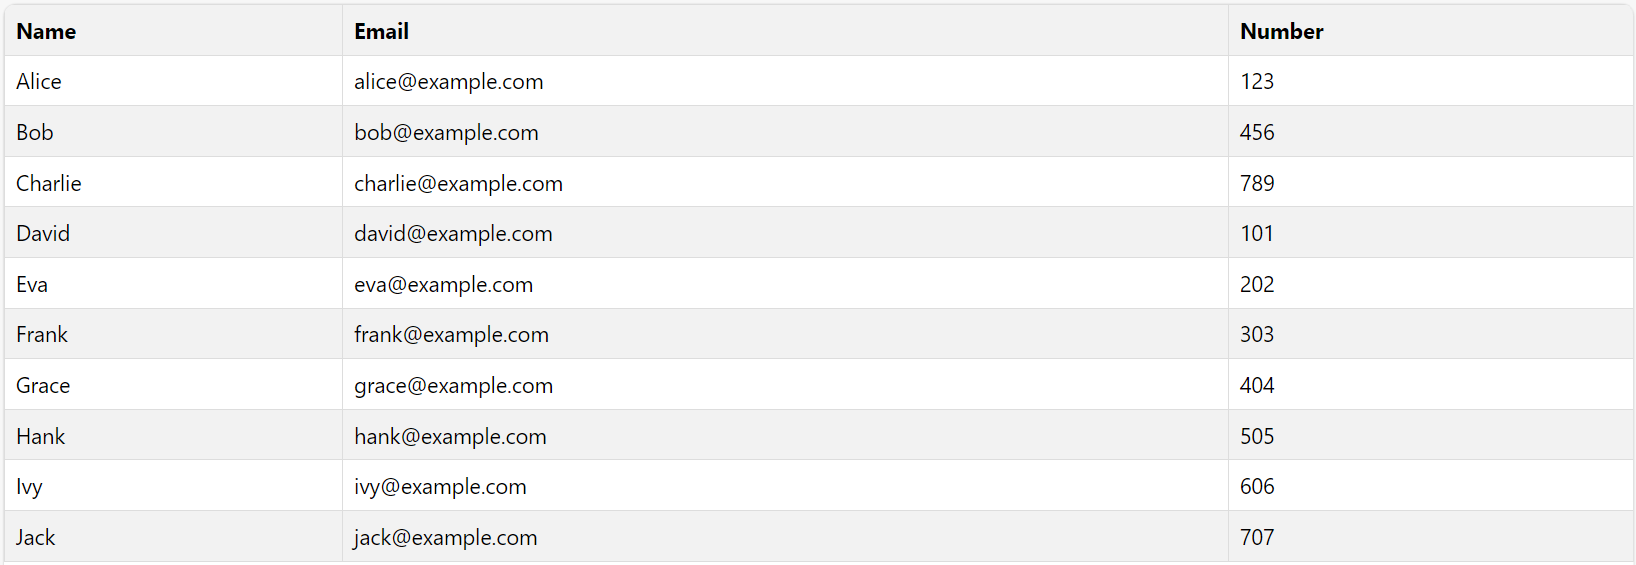 Name Email Number
Alice alice@example.com 123
Bob bob@example.com 456
Charlie charlie@example.com 789
David david@example.com 101
Eva eva@example.com 202
Frank frank@example.com 303
Grace grace@example.com 404
Hank hank@example.com 505
Ivy ivy@example.com 606
Jack jack@example.com 707